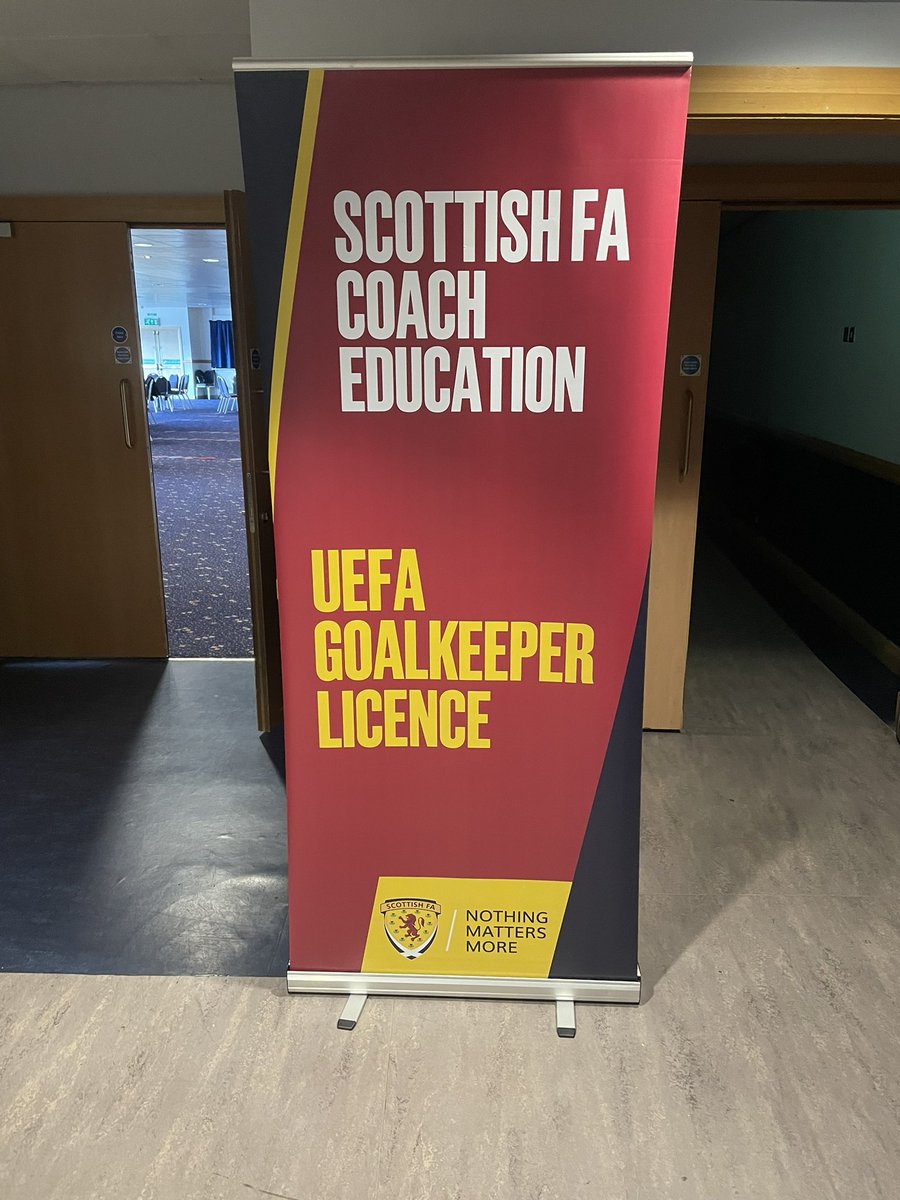 SCOTTISH FA
COACH
EDUCATION
UEFA
GOALKEEPER
LICENCE
SCOTTISH FA
NOTHING
MATTERS
MORE